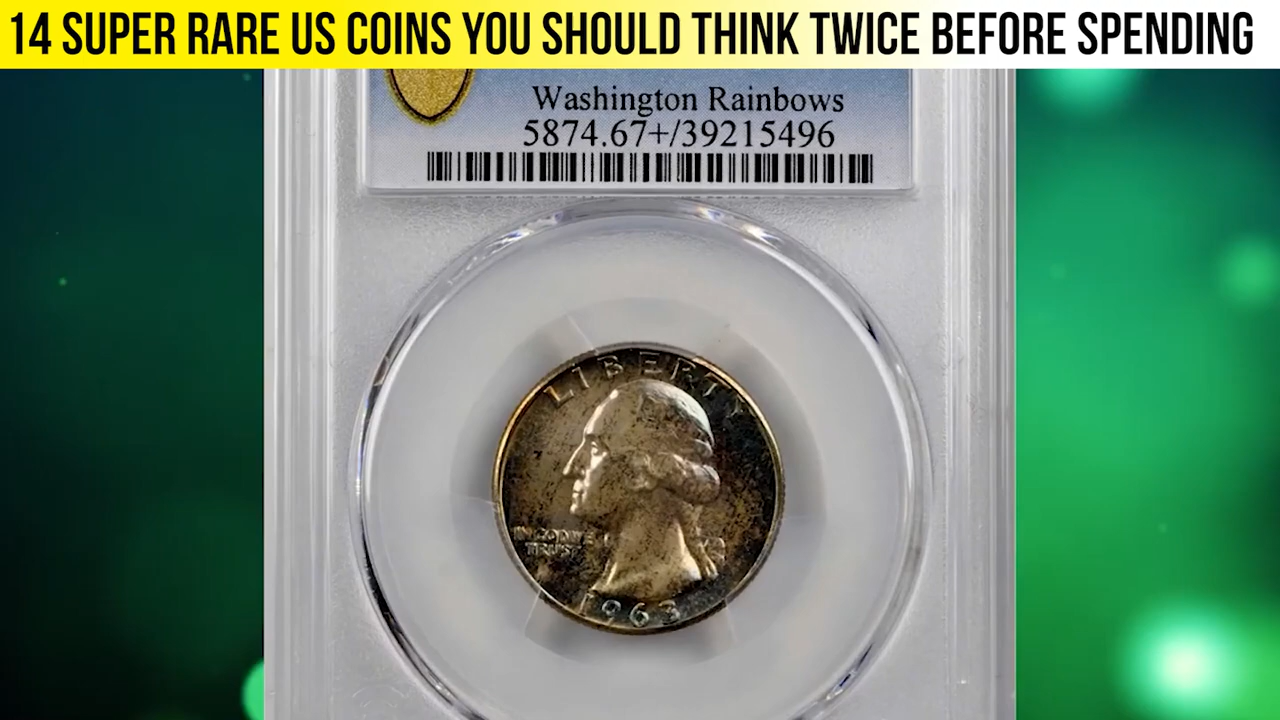 14 SUPER RARE US COINS YOU SHOULD THINK TWICE BEFORE SPENDING
Washington Rainbows
5874.67+/39215496
LIBERTY
IN GOD WE
TRUST
1963